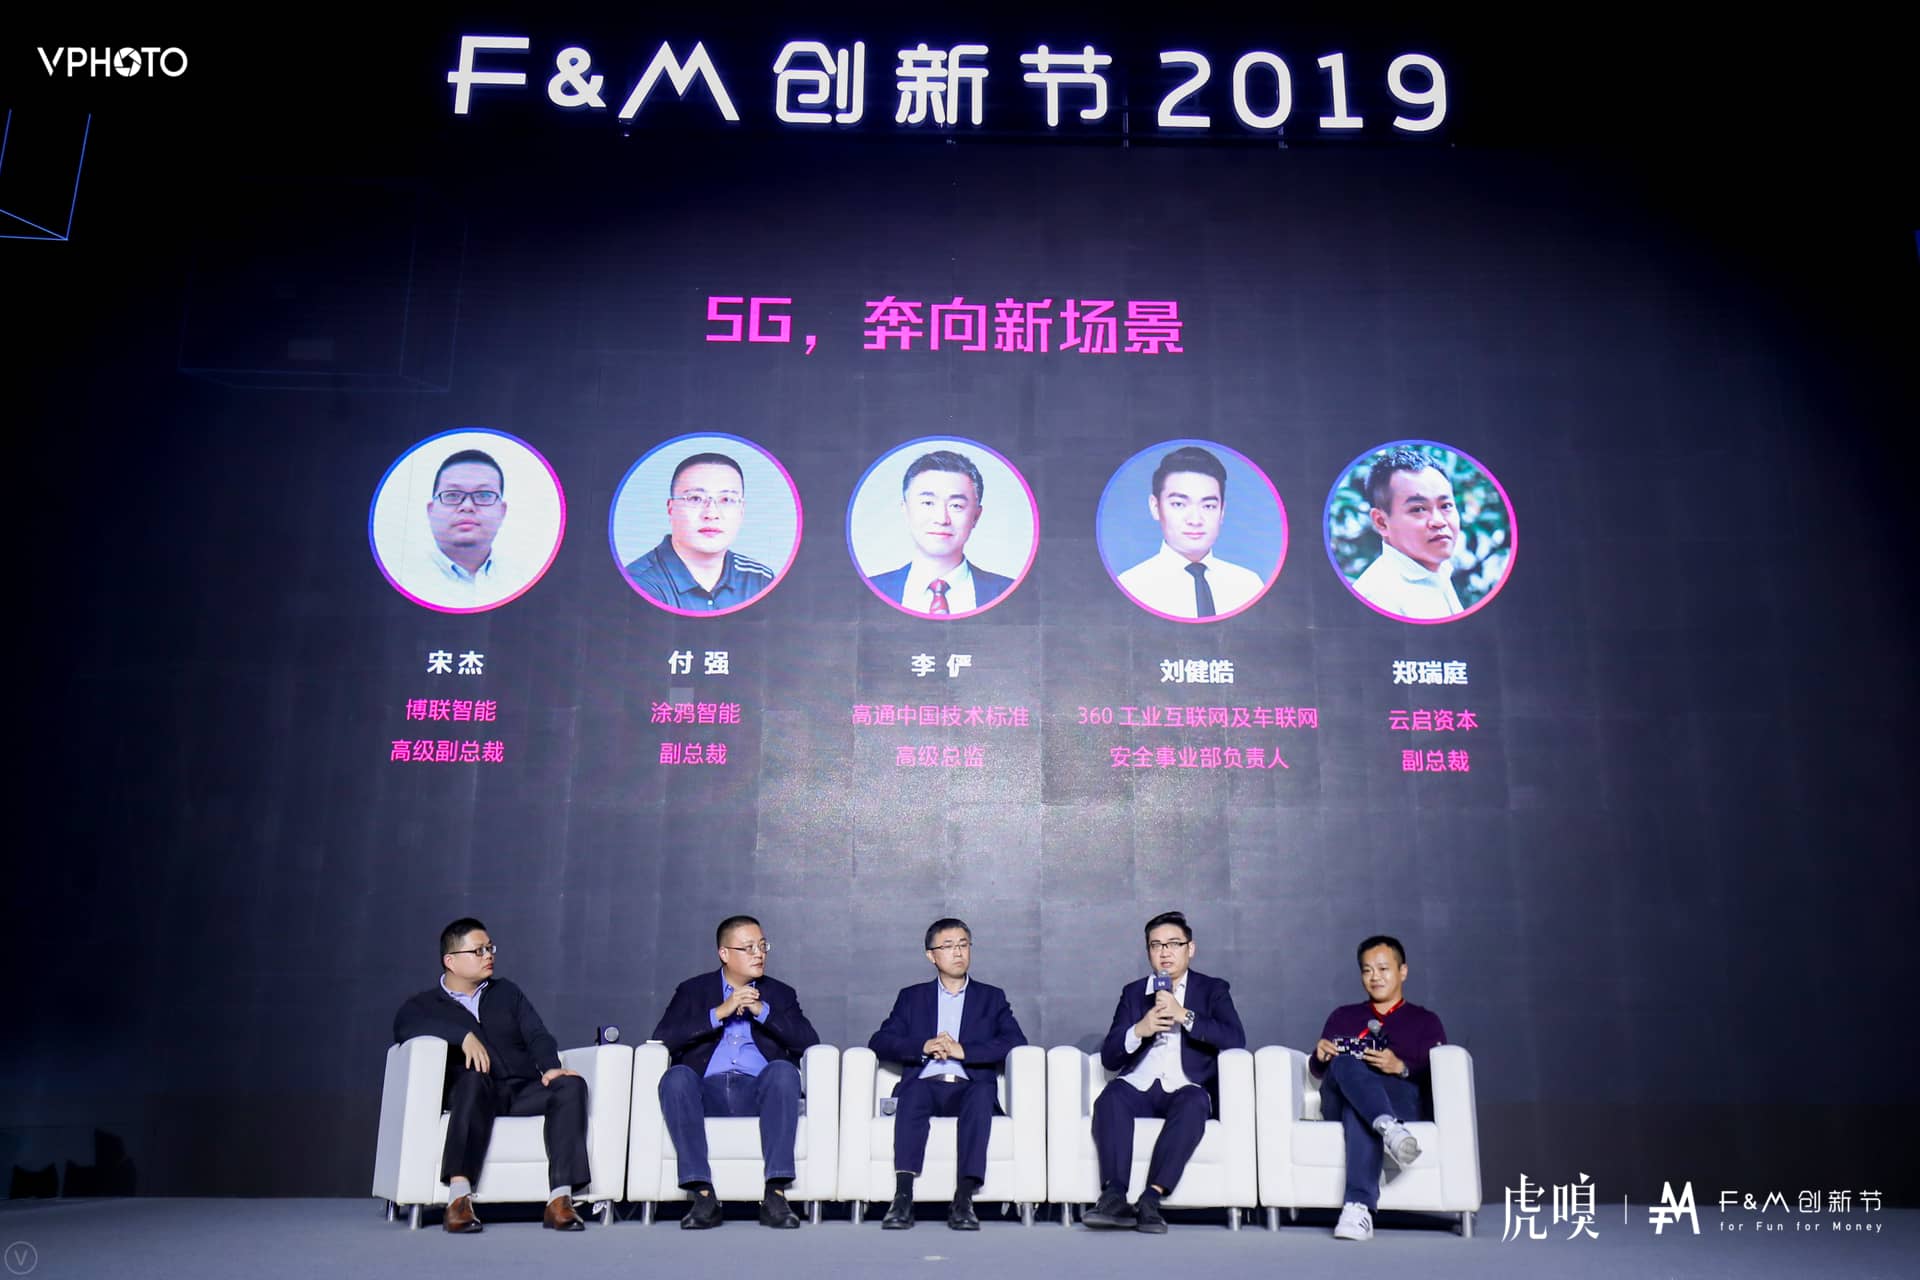 VPHOTO
F&M 创新节 2019
5G，奔向新场景
宋杰
付强
李俨
刘健皓
郑瑞庭
博联智能
高级副总裁
涂鸦智能
副总裁
高通中国技术标准
高级总监
360 工业互联网及车联网
安全事业部负责人
云启资本
副总裁
虎嗅
F&M 创新节
for Fun for Money
V